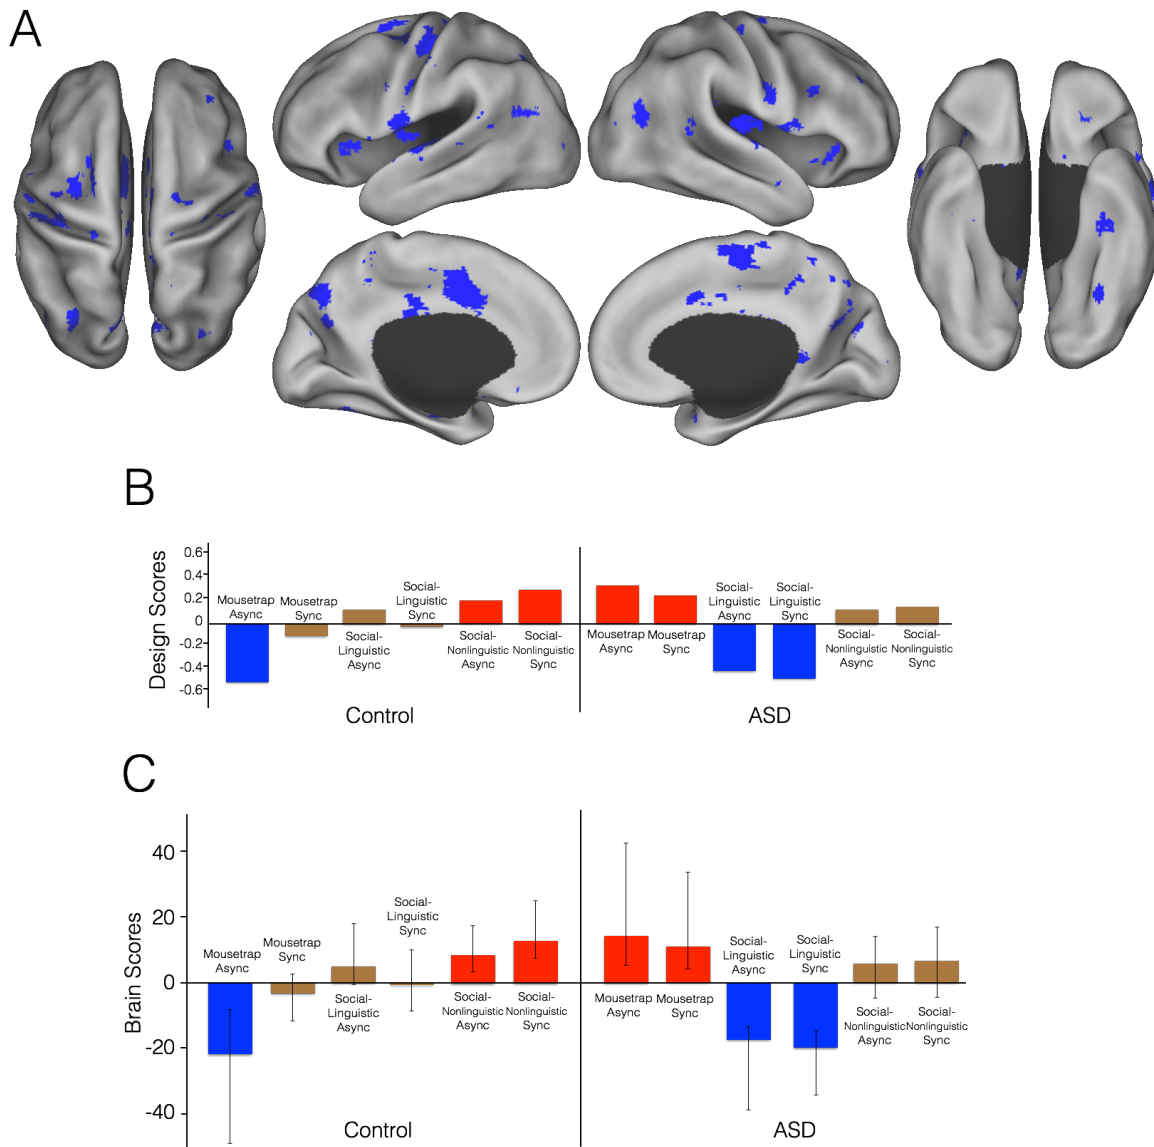 A
B
Design Scores
0.6
0.4
0.2
0
-0.2
-0.4
-0.6
Mousetrap
Async
Mousetrap
Sync
Social-
Linguistic
Async
Social-
Linguistic
Sync
Social-
Nonlinguistic
Async
Social-
Nonlinguistic
Sync
Mousetrap
Async
Mousetrap
Sync
Social-
Linguistic
Async
Social-
Linguistic
Sync
Social-
Nonlinguistic
Async
Social-
Nonlinguistic
Sync
Control
ASD
C
Brain Scores
40
20
0
-20
-40
Mousetrap
Async
Mousetrap
Sync
Social-
Linguistic
Async
Social-
Linguistic
Sync
Social-
Nonlinguistic
Async
Social-
Nonlinguistic
Sync
Mousetrap
Async
Mousetrap
Sync
Social-
Linguistic
Async
Social-
Linguistic
Sync
Social-
Nonlinguistic
Async
Social-
Nonlinguistic
Sync
Control
ASD